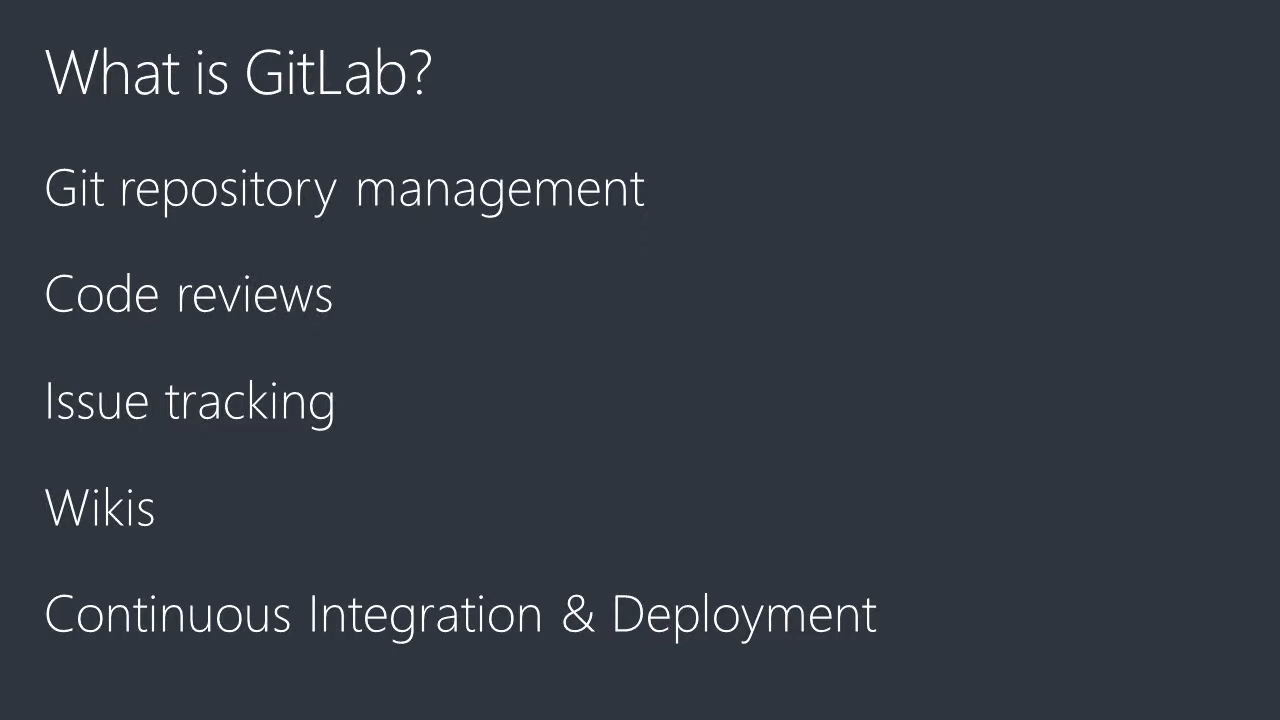 What is GitLab?
Git repository management
Code reviews
Issue tracking
Wikis
Continuous Integration & Deployment